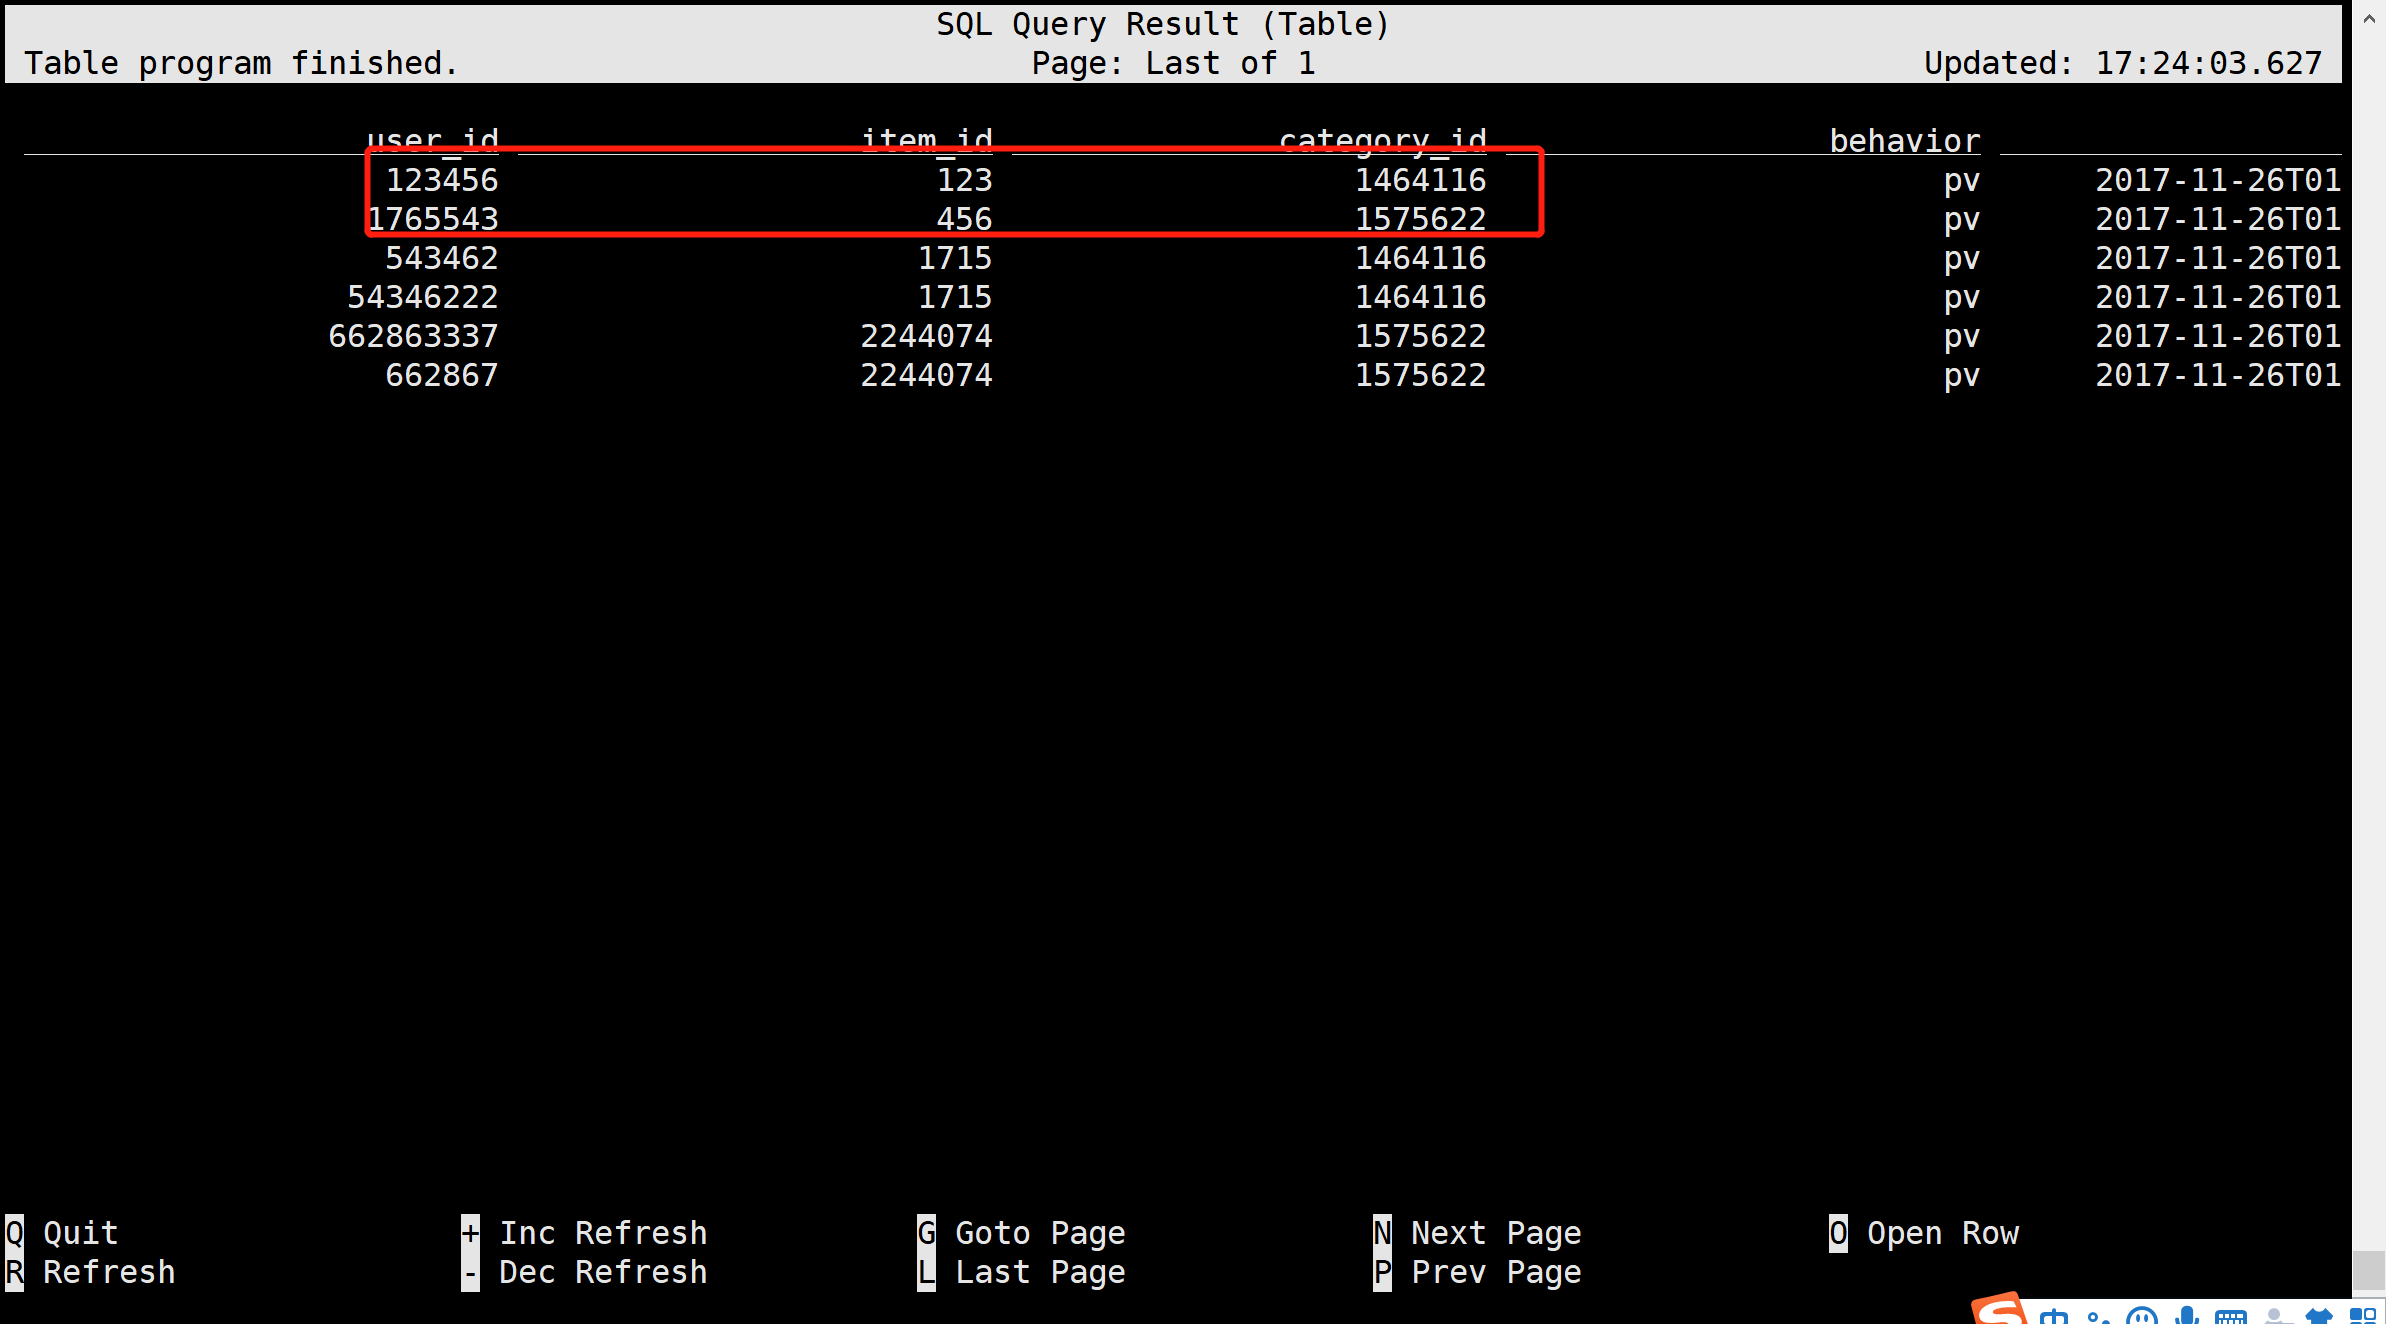 SQL Query Result (Table)
Table program finished. Page: Last of 1 Updated: 17:24:03.627
user_id item_id category_id behavior
123456 123 1464116 pv 2017-11-26T01
1765543 456 1575622 pv 2017-11-26T01
543462 1715 1464116 pv 2017-11-26T01
54346222 1715 1464116 pv 2017-11-26T01
662863337 2244074 1575622 pv 2017-11-26T01
662867 2244074 1575622 pv 2017-11-26T01
Q Quit + Inc Refresh G Goto Page N Next Page O Open Row
R Refresh - Dec Refresh L Last Page P Prev Page